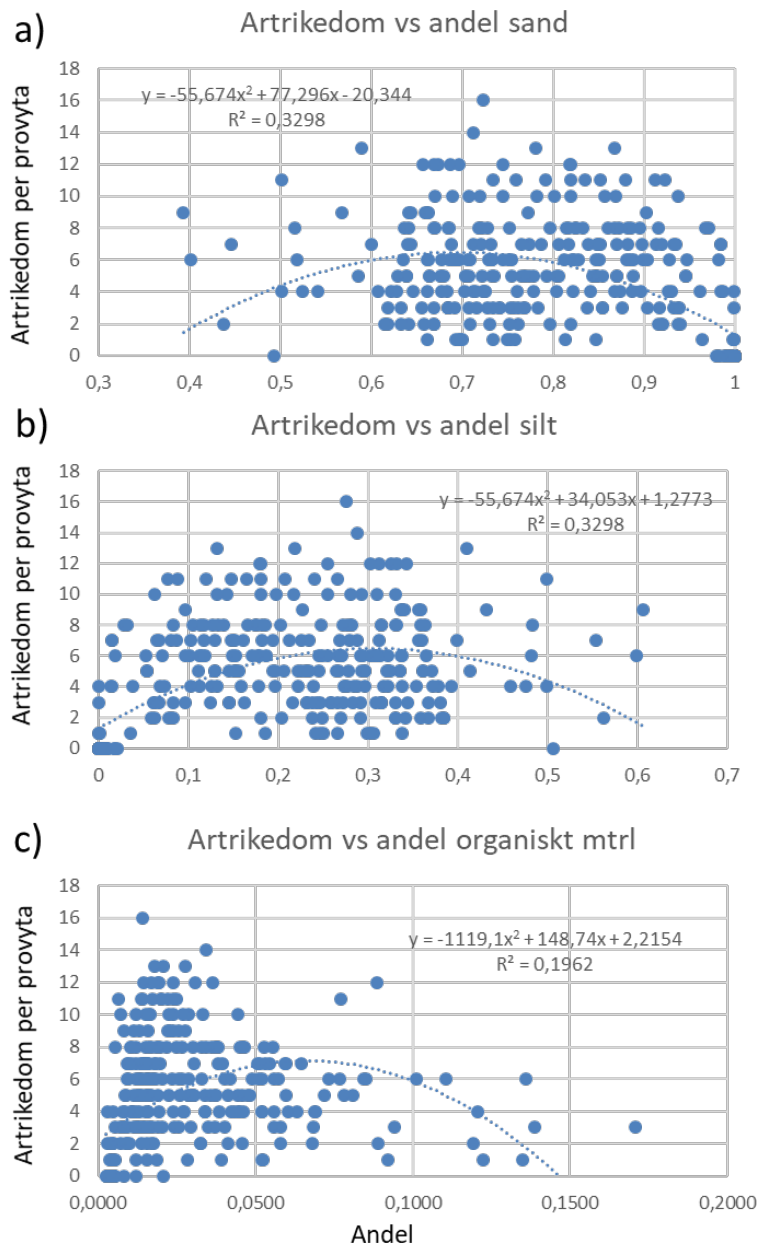 a)
Artrikedom vs andel sand
Artrikedom per provyta
18
16
14
12
10
8
6
4
2
0
y = -55,674x² + 77,296x - 20,344
R² = 0,3298
0,3 0,4 0,5 0,6 0,7 0,8 0,9 1
b)
Artrikedom vs andel silt
Artrikedom per provyta
18
16
14
12
10
8
6
4
2
0
y = -55,674x² + 34,053x + 1,2773
R² = 0,3298
0 0,1 0,2 0,3 0,4 0,5 0,6 0,7
c)
Artrikedom vs andel organiskt mtrl
Artrikedom per provyta
18
16
14
12
10
8
6
4
2
0
y = -1119,1x² + 148,74x + 2,2154
R² = 0,1962
0,0000 0,0500 0,1000 0,1500 0,2000
Andel